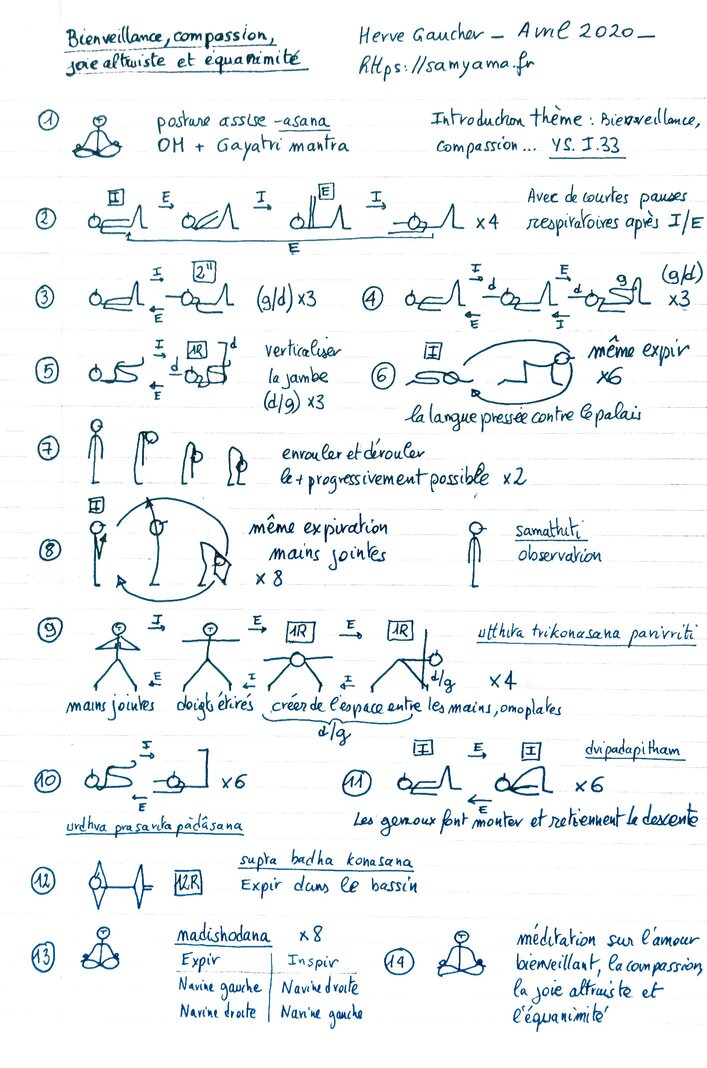 Bienveillance, compassion, Herve Gaucher - Avril 2020 -
joie altruiste et équanimité https://samyama.fr
1 posture assise - asana Introduction thème : Bienveillance,
OM + Gayatri mantra compassion... YS. I.33
I E I E I Avec de courtes pauses
2 x4 respiratoires après I/E
E
I 2" I E g (g/d)
3 (g/d) x3 4 d d x3
E E I
I 1R d verticaliser I même expir
5 d la jambe 6 x6
E (d/g) x3 la langue pressée contre le palais
7 enrouler et dérouler
le + progressivement possible x2
I même expiration samathiti
8 mains jointes observation
x 8
9 I E 1R E 1R utthita trikonasana parivriti
E I I d/g x4
mains jointes doigts étirés créer de l'espace entre les mains, omoplates
d/g
I I E I dvipadapitham
10 x6 11 x6
E E
urdhva prasarita pàdâsana Les genoux font monter et retiennent la descente
supta badha konasana
12 12R Expir dans le bassin
13 nadishodana x8 14 méditation sur l'amour
Expir Inspir bienveillant, la compassion,
Narine gauche Narine droite la joie altruiste et
Narine droite Narine gauche l'équanimité